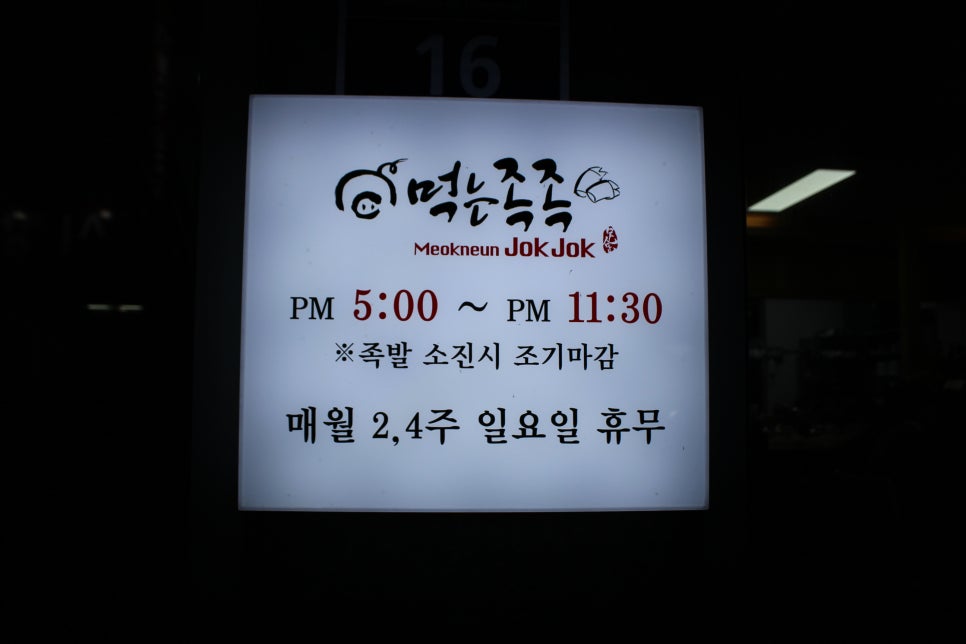 16
먹는족족
Meokneun JokJok
PM 5:00 ~ PM 11:30
※족발 소진시 조기마감
매월 2,4주 일요일 휴무